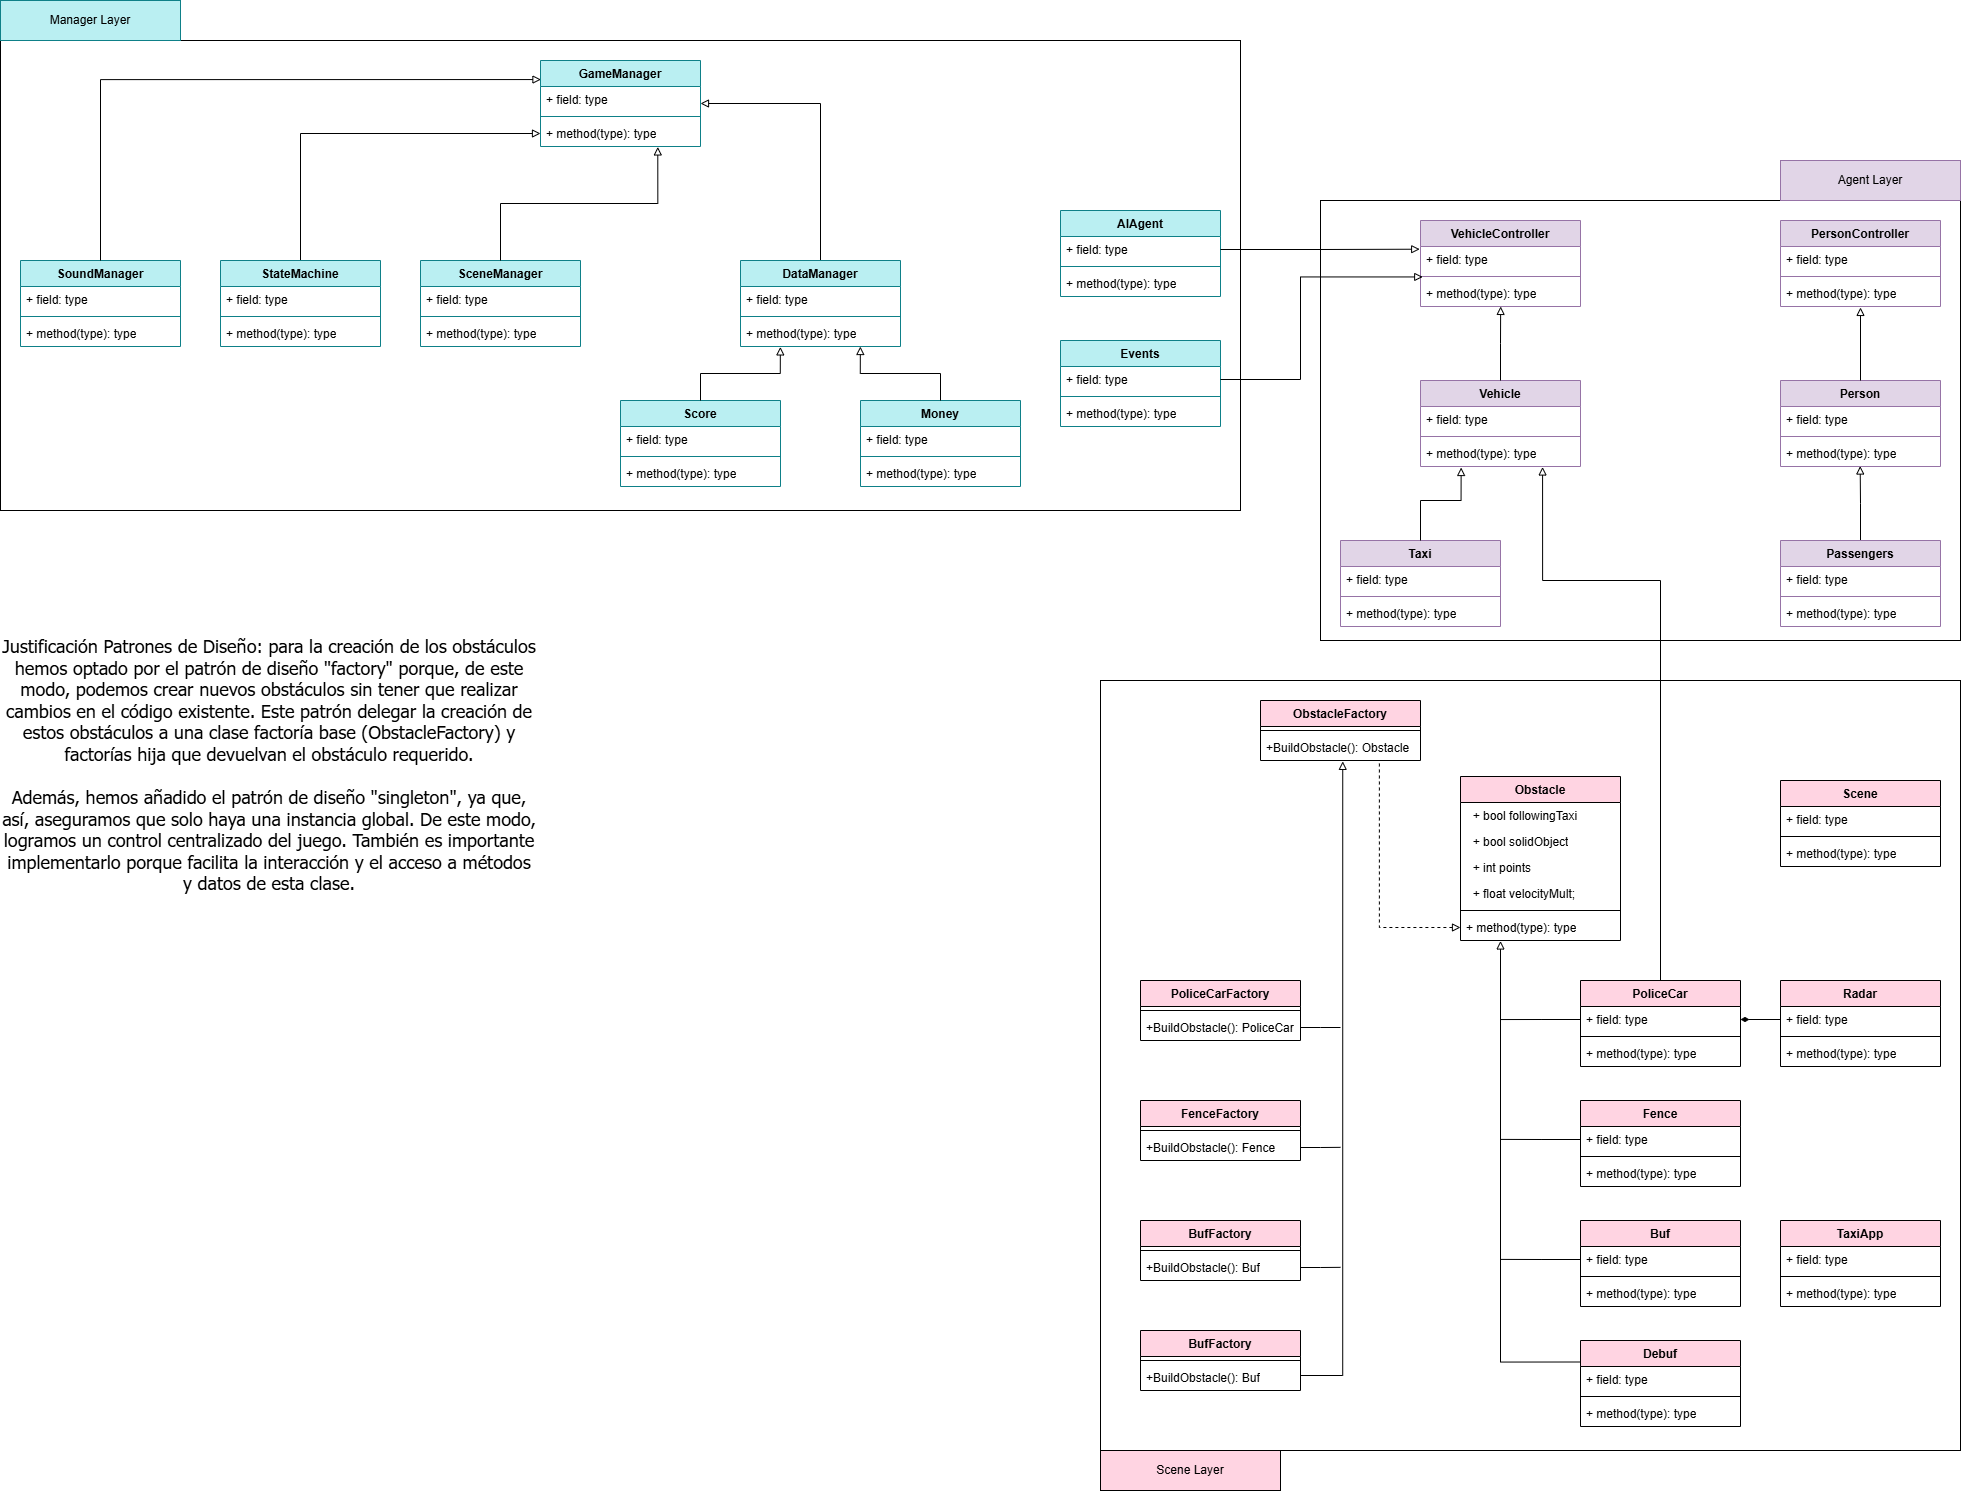 Manager Layer
GameManager
+ field: type
+ method(type): type
SoundManager
+ field: type
+ method(type): type
StateMachine
+ field: type
+ method(type): type
SceneManager
+ field: type
+ method(type): type
DataManager
+ field: type
+ method(type): type
Score
+ field: type
+ method(type): type
Money
+ field: type
+ method(type): type
AIAgent
+ field: type
+ method(type): type
Events
+ field: type
+ method(type): type
Agent Layer
VehicleController
+ field: type
+ method(type): type
PersonController
+ field: type
+ method(type): type
Vehicle
+ field: type
+ method(type): type
Person
+ field: type
+ method(type): type
Taxi
+ field: type
+ method(type): type
Passengers
+ field: type
+ method(type): type
Justificación Patrones de Diseño: para la creación de los obstáculos
hemos optado por el patrón de diseño "factory" porque, de este
modo, podemos crear nuevos obstáculos sin tener que realizar
cambios en el código existente. Este patrón delegar la creación de
estos obstáculos a una clase factoría base (ObstacleFactory) y
factorías hija que devuelvan el obstáculo requerido.
Además, hemos añadido el patrón de diseño "singleton", ya que,
así, aseguramos que solo haya una instancia global. De este modo,
logramos un control centralizado del juego. También es importante
implementarlo porque facilita la interacción y el acceso a métodos
y datos de esta clase.
ObstacleFactory
+BuildObstacle(): Obstacle
Obstacle
+ bool followingTaxi
+ bool solidObject
+ int points
+ float velocityMult;
+ method(type): type
Scene
+ field: type
+ method(type): type
PoliceCarFactory
+BuildObstacle(): PoliceCar
PoliceCar
+ field: type
+ method(type): type
Radar
+ field: type
+ method(type): type
FenceFactory
+BuildObstacle(): Fence
Fence
+ field: type
+ method(type): type
BufFactory
+BuildObstacle(): Buf
Buf
+ field: type
+ method(type): type
TaxiApp
+ field: type
+ method(type): type
BufFactory
+BuildObstacle(): Buf
Debuf
+ field: type
+ method(type): type
Scene Layer